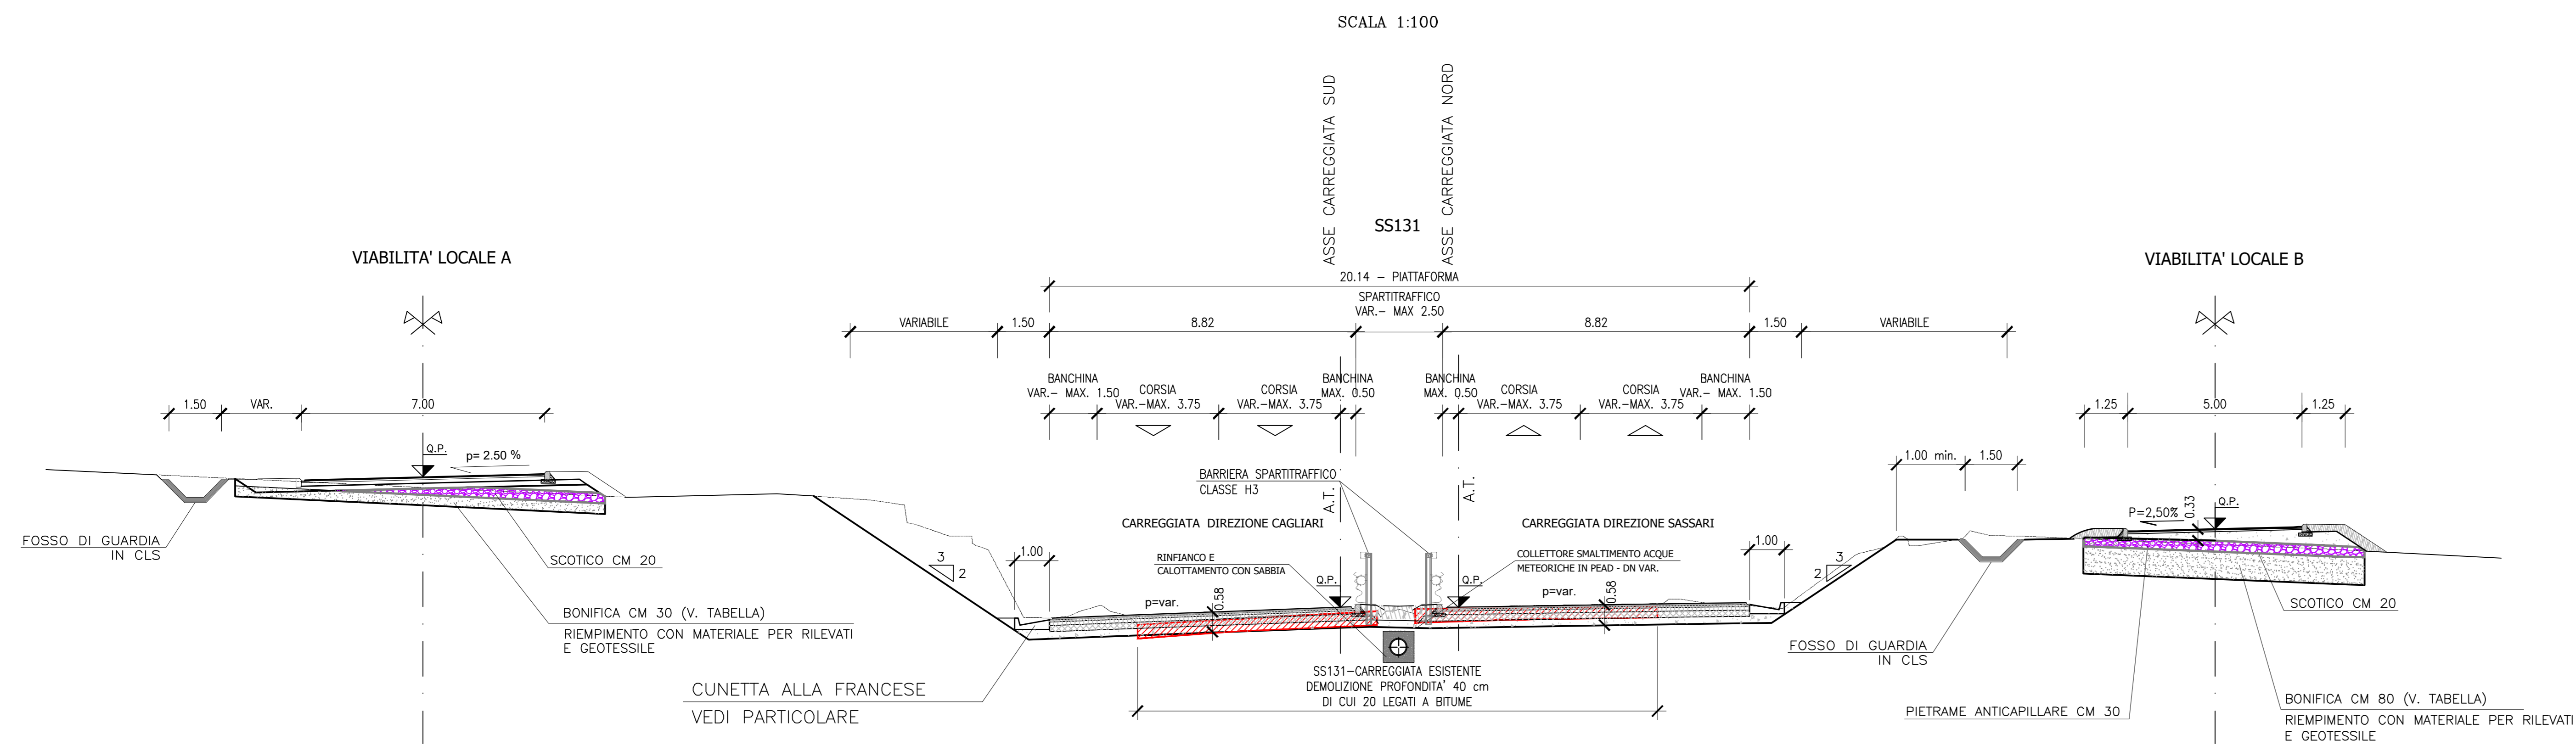 SCALA 1:100
ASSE CARREGGIATA SUD
ASSE CARREGGIATA NORD
SS131
VIABILITA' LOCALE A
VIABILITA' LOCALE B
20.14 – PIATTAFORMA
SPARTITRAFFICO
VAR.– MAX 2.50
VARIABILE
1.50
8.82
8.82
1.50
VARIABILE
BANCHINA
VAR.– MAX. 1.50
CORSIA
VAR.–MAX. 3.75
CORSIA
VAR.–MAX. 3.75
BANCHINA
MAX. 0.50
BANCHINA
MAX. 0.50
CORSIA
VAR.–MAX. 3.75
CORSIA
VAR.–MAX. 3.75
BANCHINA
VAR.– MAX. 1.50
1.50
VAR.
7.00
1.25
5.00
1.25
Q.P.
p= 2.50 %
1.00 min.
1.50
BARRIERA SPARTITRAFFICO
CLASSE H3
A.T.
A.T.
P=2,50%
0.33
Q.P.
CARREGGIATA DIREZIONE CAGLIARI
CARREGGIATA DIREZIONE SASSARI
FOSSO DI GUARDIA
IN CLS
SCOTICO CM 20
3
2
1.00
RINFIANCO E
CALOTTAMENTO CON SABBIA
COLLETTORE SMALTIMENTO ACQUE
METEORICHE IN PEAD - DN VAR.
1.00
3
2
Q.P.
Q.P.
p=var.
0.58
p=var.
0.58
SCOTICO CM 20
BONIFICA CM 30 (V. TABELLA)
RIEMPIMENTO CON MATERIALE PER RILEVATI
E GEOTESSILE
FOSSO DI GUARDIA
IN CLS
SS131–CARREGGIATA ESISTENTE
DEMOLIZIONE PROFONDITA' 40 cm
DI CUI 20 LEGATI A BITUME
CUNETTA ALLA FRANCESE
VEDI PARTICOLARE
PIETRAME ANTICAPILLARE CM 30
BONIFICA CM 80 (V. TABELLA)
RIEMPIMENTO CON MATERIALE PER RILEVATI
E GEOTESSILE